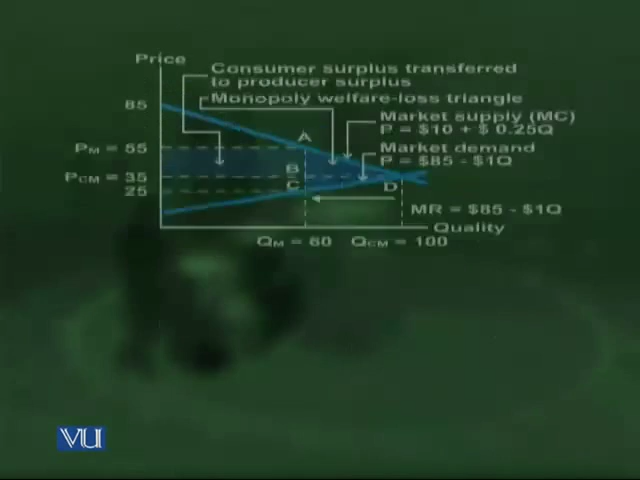 Price
Consumer surplus transferred
to producer surplus
Monopoly welfare-loss triangle
85
Market supply (MC)
P = $10 + $ 0.25Q
A
PM = 55
Market demand
P = $85 - $1Q
B
PCM = 35
C
D
25
MR = $85 - $1Q
Quality
QM = 60
QCM = 100
VU